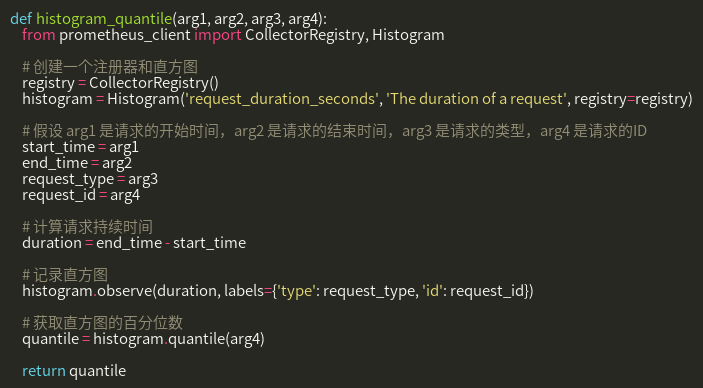 def histogram_quantile(arg1, arg2, arg3, arg4):
from prometheus_client import CollectorRegistry, Histogram
# 创建一个注册器和直方图
registry = CollectorRegistry()
histogram = Histogram('request_duration_seconds', 'The duration of a request', registry=registry)
# 假设 arg1 是请求的开始时间，arg2 是请求的结束时间，arg3 是请求的类型，arg4 是请求的ID
start_time = arg1
end_time = arg2
request_type = arg3
request_id = arg4
# 计算请求持续时间
duration = end_time - start_time
# 记录直方图
histogram.observe(duration, labels={'type': request_type, 'id': request_id})
# 获取直方图的百分位数
quantile = histogram.quantile(arg4)
return quantile